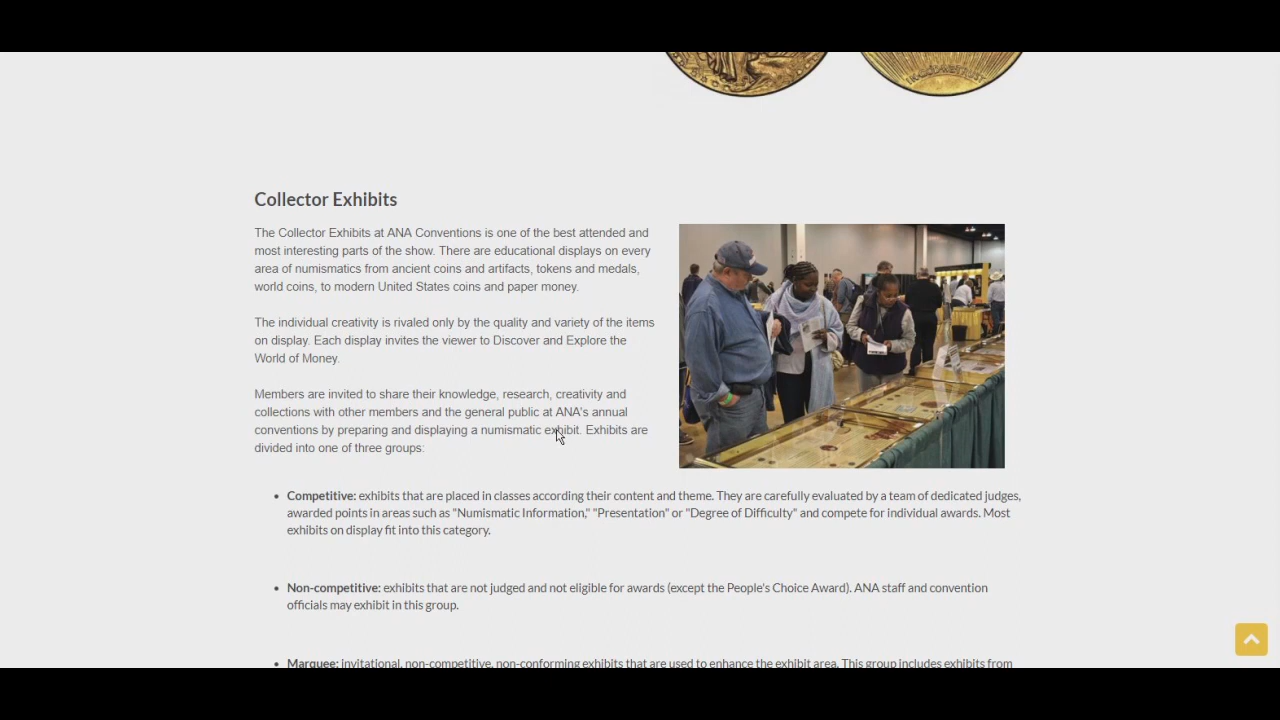 IN GOD WE TRUST
Collector Exhibits
The Collector Exhibits at ANA Conventions is one of the best attended and
most interesting parts of the show. There are educational displays on every
area of numismatics from ancient coins and artifacts, tokens and medals,
world coins, to modern United States coins and paper money.
The individual creativity is rivaled only by the quality and variety of the items
on display. Each display invites the viewer to Discover and Explore the
World of Money.
Members are invited to share their knowledge, research, creativity and
collections with other members and the general public at ANA's annual
conventions by preparing and displaying a numismatic exhibit. Exhibits are
divided into one of three groups:
• Competitive: exhibits that are placed in classes according their content and theme. They are carefully evaluated by a team of dedicated judges,
awarded points in areas such as "Numismatic Information," "Presentation" or "Degree of Difficulty" and compete for individual awards. Most
exhibits on display fit into this category.
• Non-competitive: exhibits that are not judged and not eligible for awards (except the People's Choice Award). ANA staff and convention
officials may exhibit in this group.
• Marquee: invitational, non-competitive, non-conforming exhibits that are used to enhance the exhibit area. This group includes exhibits from